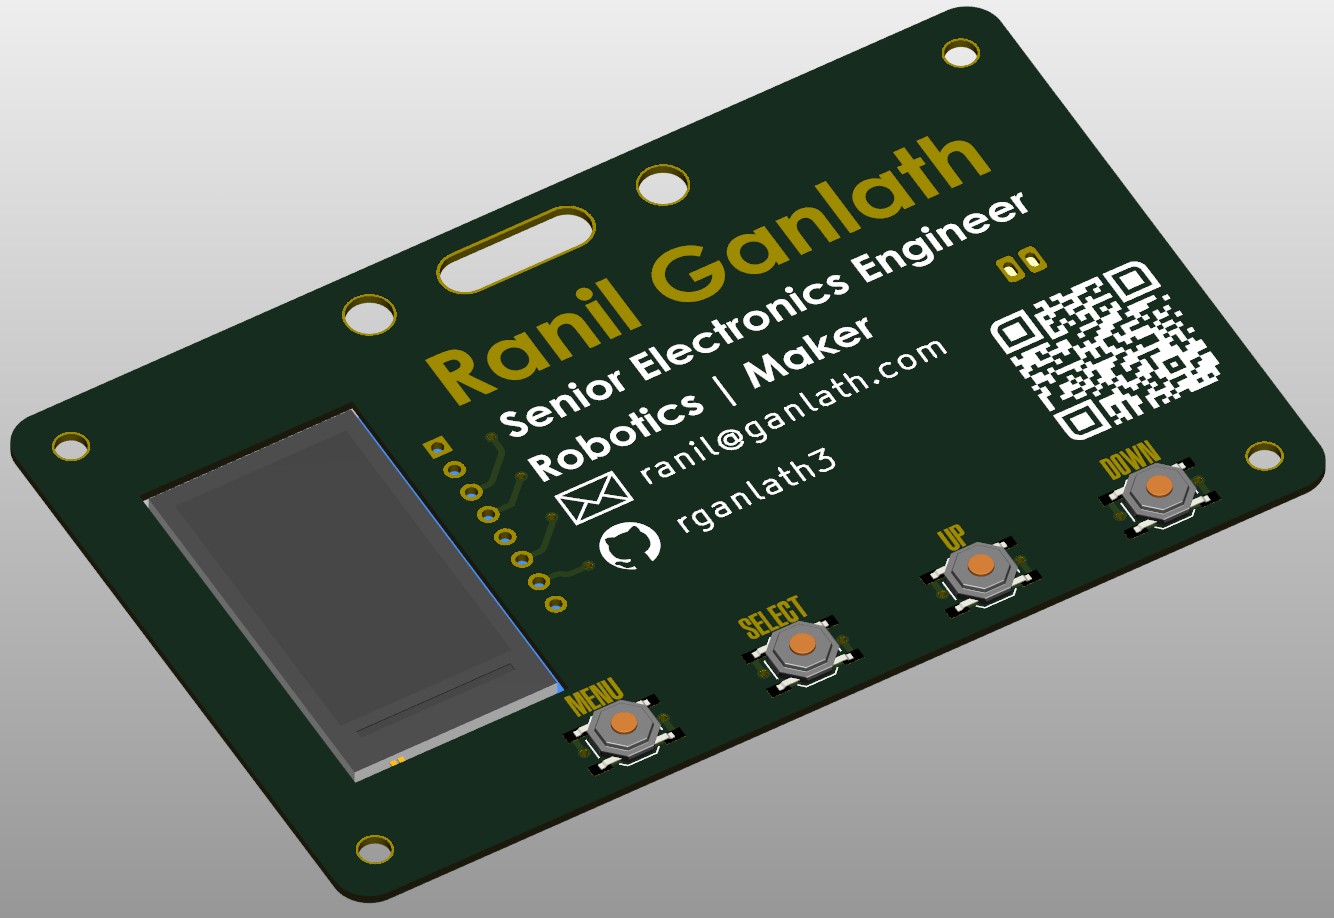 Ranil Ganlath
Senior Electronics Engineer
Robotics | Maker
ranil@ganlath.com
rganlath3
MENU
SELECT
UP
DOWN